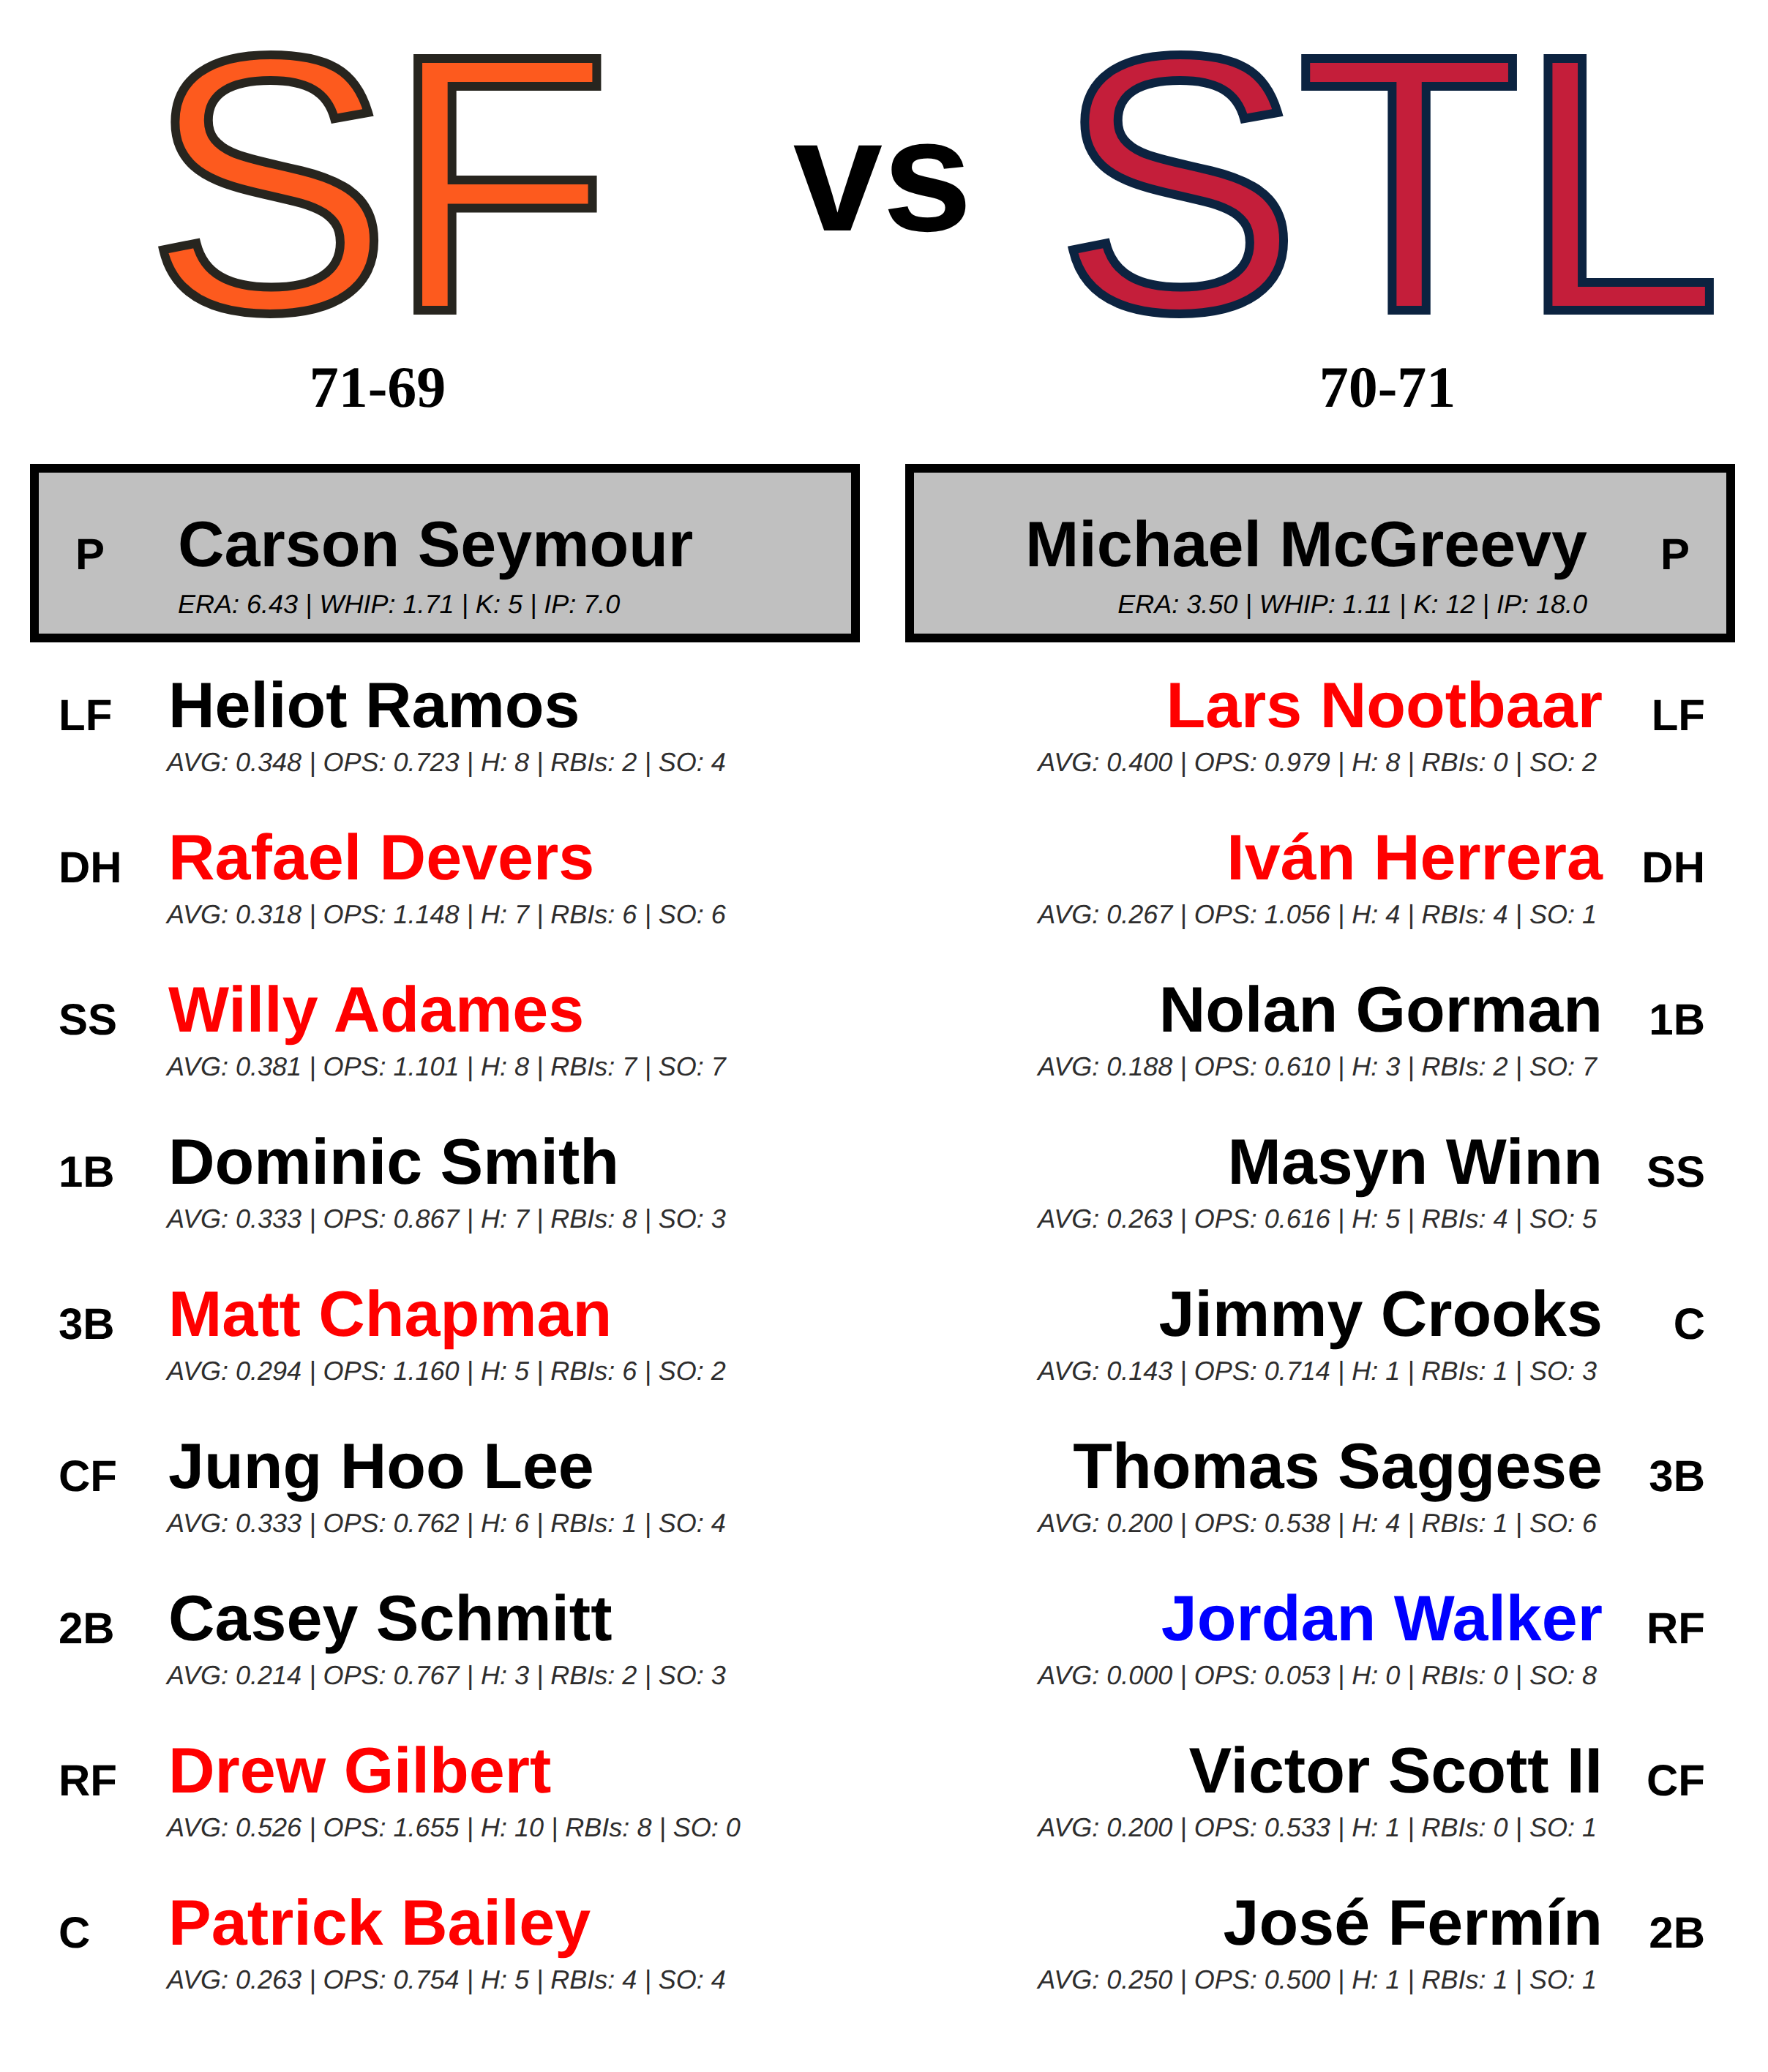 SF vs STL
71-69
70-71
P Carson Seymour
ERA: 6.43 | WHIP: 1.71 | K: 5 | IP: 7.0
Michael McGreevy P
ERA: 3.50 | WHIP: 1.11 | K: 12 | IP: 18.0
LF Heliot Ramos
AVG: 0.348 | OPS: 0.723 | H: 8 | RBIs: 2 | SO: 4
DH Rafael Devers
AVG: 0.318 | OPS: 1.148 | H: 7 | RBIs: 6 | SO: 6
SS Willy Adames
AVG: 0.381 | OPS: 1.101 | H: 8 | RBIs: 7 | SO: 7
1B Dominic Smith
AVG: 0.333 | OPS: 0.867 | H: 7 | RBIs: 8 | SO: 3
3B Matt Chapman
AVG: 0.294 | OPS: 1.160 | H: 5 | RBIs: 6 | SO: 2
CF Jung Hoo Lee
AVG: 0.333 | OPS: 0.762 | H: 6 | RBIs: 1 | SO: 4
2B Casey Schmitt
AVG: 0.214 | OPS: 0.767 | H: 3 | RBIs: 2 | SO: 3
RF Drew Gilbert
AVG: 0.526 | OPS: 1.655 | H: 10 | RBIs: 8 | SO: 0
C Patrick Bailey
AVG: 0.263 | OPS: 0.754 | H: 5 | RBIs: 4 | SO: 4
Lars Nootbaar LF
AVG: 0.400 | OPS: 0.979 | H: 8 | RBIs: 0 | SO: 2
Iván Herrera DH
AVG: 0.267 | OPS: 1.056 | H: 4 | RBIs: 4 | SO: 1
Nolan Gorman 1B
AVG: 0.188 | OPS: 0.610 | H: 3 | RBIs: 2 | SO: 7
Masyn Winn SS
AVG: 0.263 | OPS: 0.616 | H: 5 | RBIs: 4 | SO: 5
Jimmy Crooks C
AVG: 0.143 | OPS: 0.714 | H: 1 | RBIs: 1 | SO: 3
Thomas Saggese 3B
AVG: 0.200 | OPS: 0.538 | H: 4 | RBIs: 1 | SO: 6
Jordan Walker RF
AVG: 0.000 | OPS: 0.053 | H: 0 | RBIs: 0 | SO: 8
Victor Scott II CF
AVG: 0.200 | OPS: 0.533 | H: 1 | RBIs: 0 | SO: 1
José Fermín 2B
AVG: 0.250 | OPS: 0.500 | H: 1 | RBIs: 1 | SO: 1